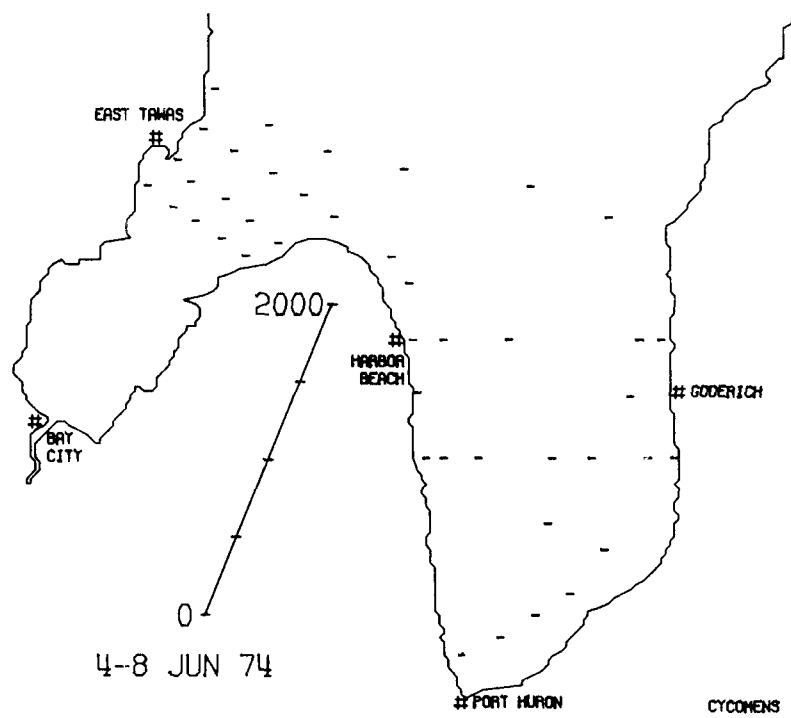 EAST TAWAS
#
2000
#
HARBOR
BEACH
# GODERICH
#
BAY
CITY
0
4-8 JUN 74
# PORT HURON
CYCOMENS